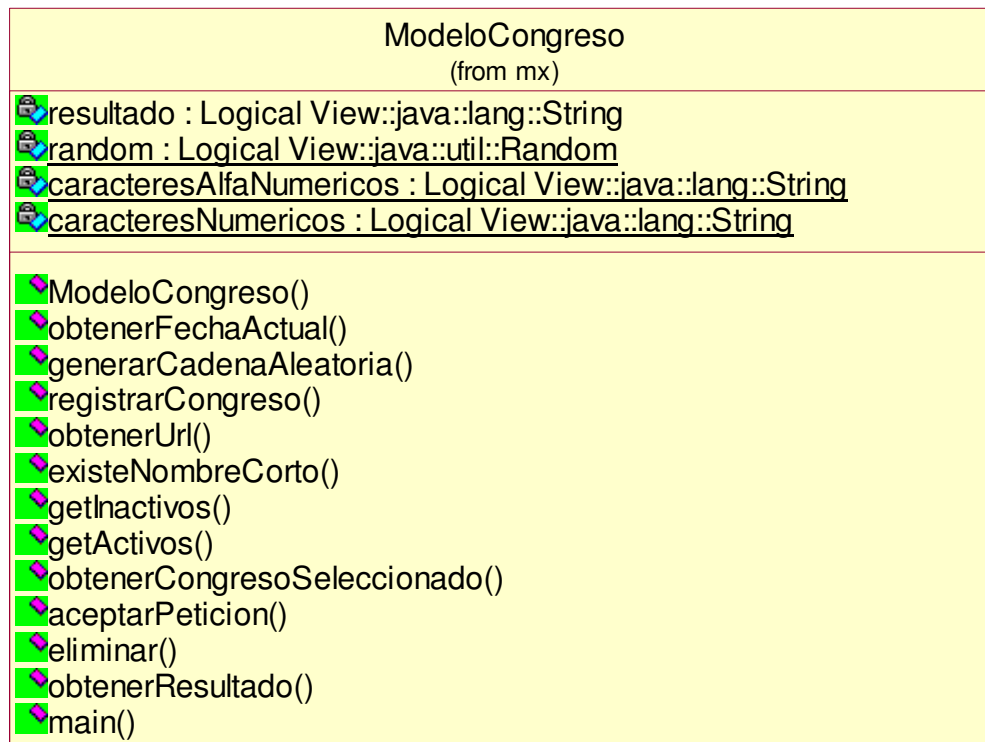 ModeloCongreso
(from mx)
resultado : Logical View::java::lang::String
random : Logical View::java::util::Random
caracteresAlfaNumericos : Logical View::java::lang::String
caracteresNumericos : Logical View::java::lang::String
ModeloCongreso()
obtenerFechaActual()
generarCadenaAleatoria()
registrarCongreso()
obtenerUrl()
existeNombreCorto()
getInactivos()
getActivos()
obtenerCongresoSeleccionado()
aceptarPeticion()
eliminar()
obtenerResultado()
main()